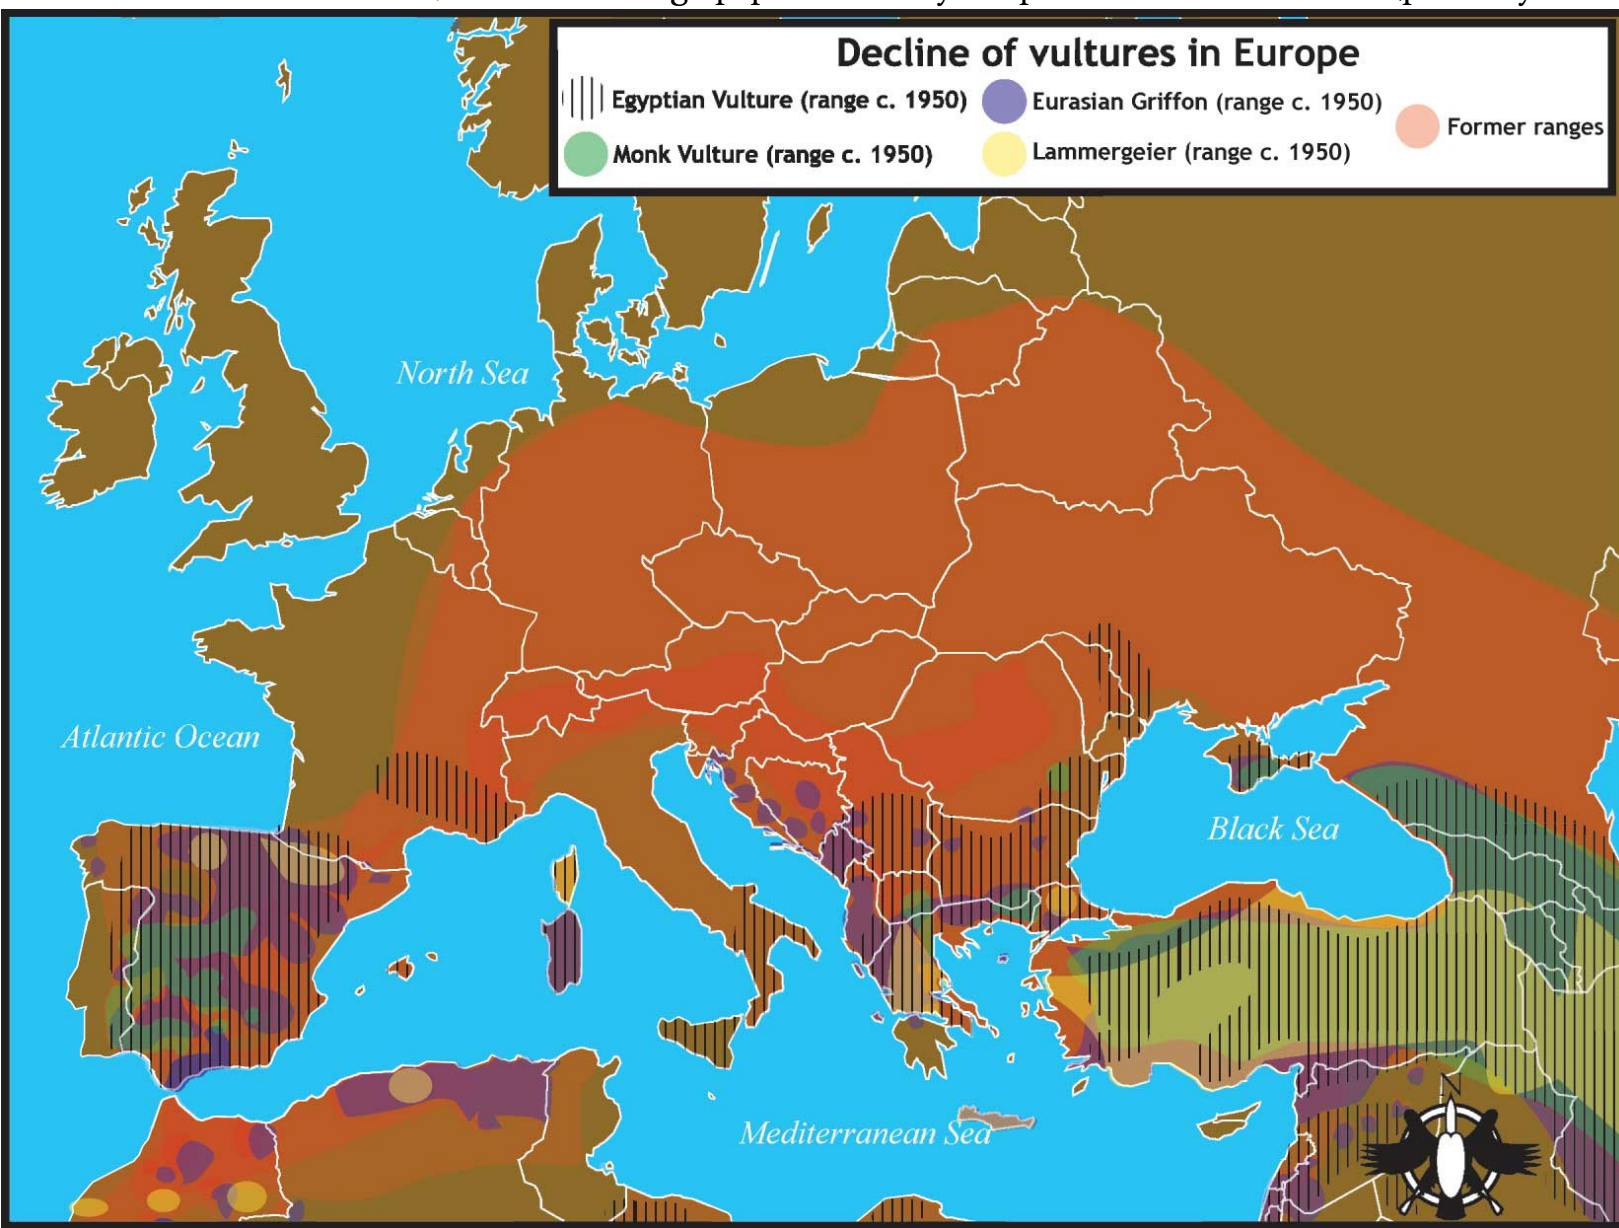 Decline of vultures in Europe
Egyptian Vulture (range c. 1950)
Eurasian Griffon (range c. 1950)
Former ranges
Monk Vulture (range c. 1950)
Lammergeier (range c. 1950)
North Sea
Atlantic Ocean
Black Sea
Mediterranean Sea
N